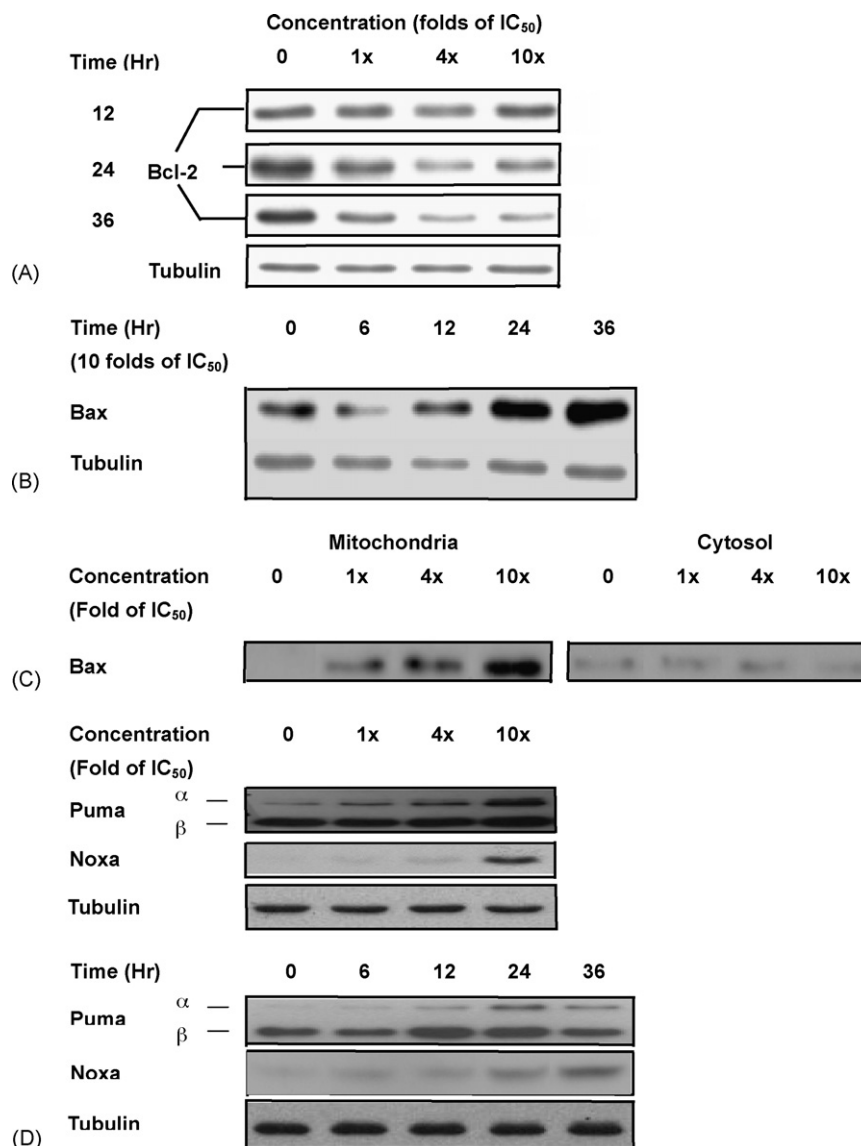 Concentration (folds of IC50)
Time (Hr) 0 1x 4x 10x
12
24 Bcl-2
36
Tubulin
(A)
Time (Hr) 0 6 12 24 36
(10 folds of IC50)
Bax
Tubulin
(B)
Mitochondria Cytosol
Concentration 0 1x 4x 10x 0 1x 4x 10x
(Fold of IC50)
Bax
(C)
Concentration 0 1x 4x 10x
(Fold of IC50)
Puma α
β
Noxa
Tubulin
Time (Hr) 0 6 12 24 36
Puma α
β
Noxa
Tubulin
(D)